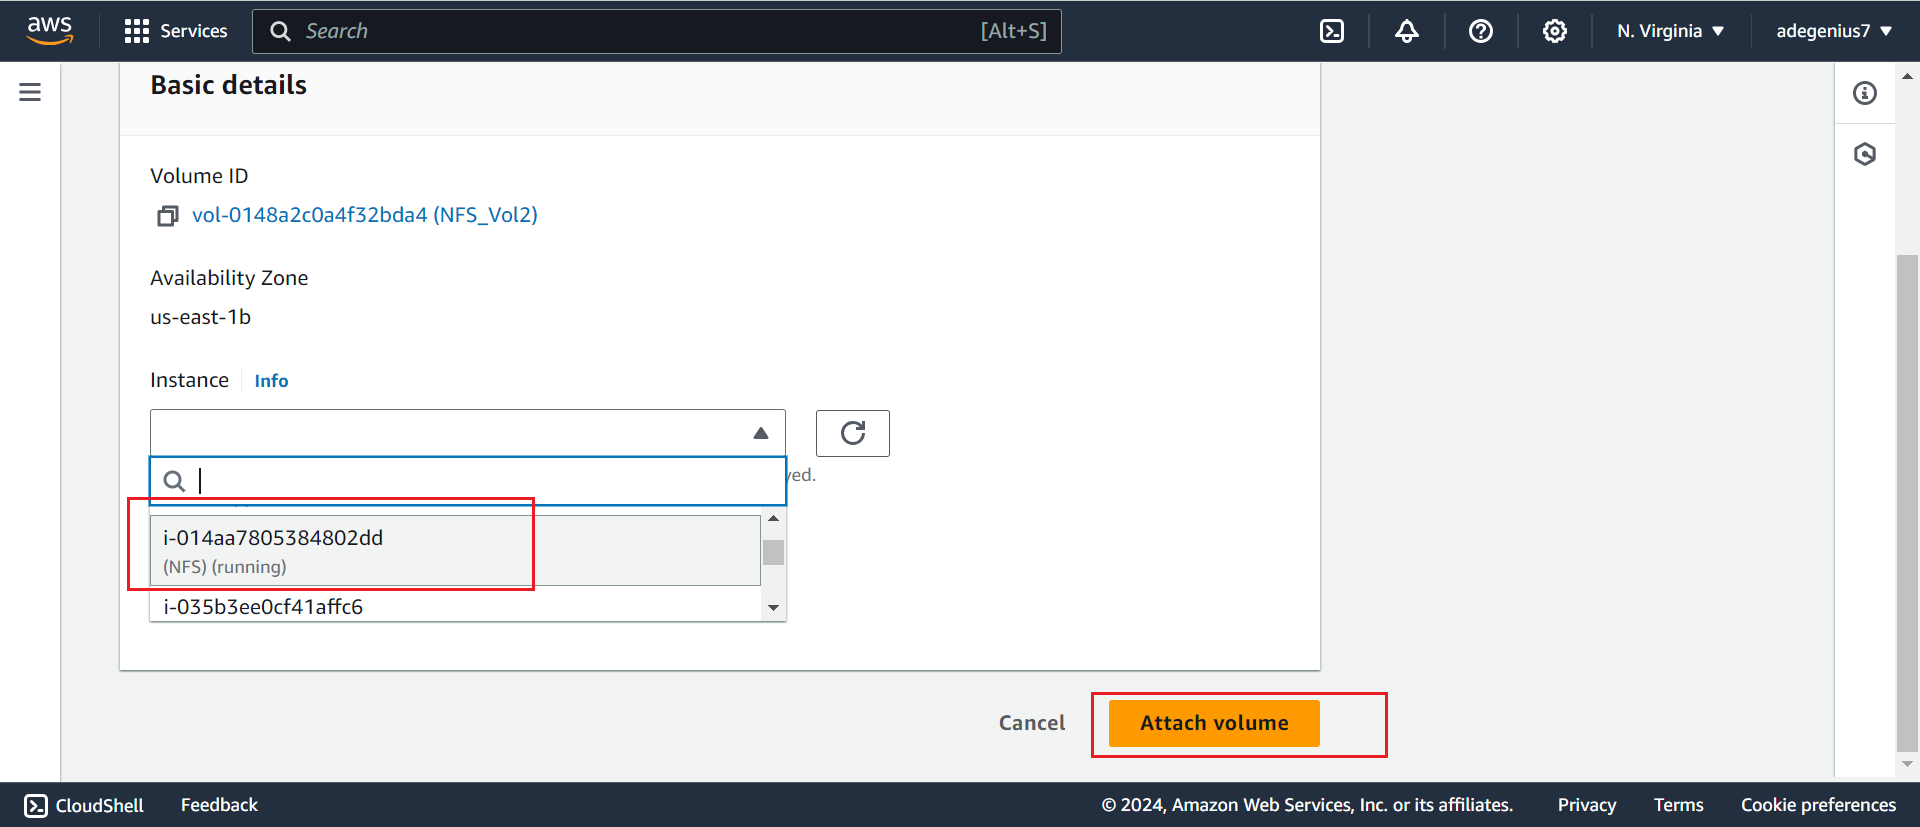 aws
Services
Search
[Alt+S]
N. Virginia
adegenius7
Basic details
Volume ID
vol-0148a2c0a4f32bda4 (NFS_Vol2)
Availability Zone
us-east-1b
Instance
Info
i-014aa7805384802dd
(NFS) (running)
i-035b3ee0cf41affc6
Cancel
Attach volume
CloudShell
Feedback
© 2024, Amazon Web Services, Inc. or its affiliates.
Privacy
Terms
Cookie preferences